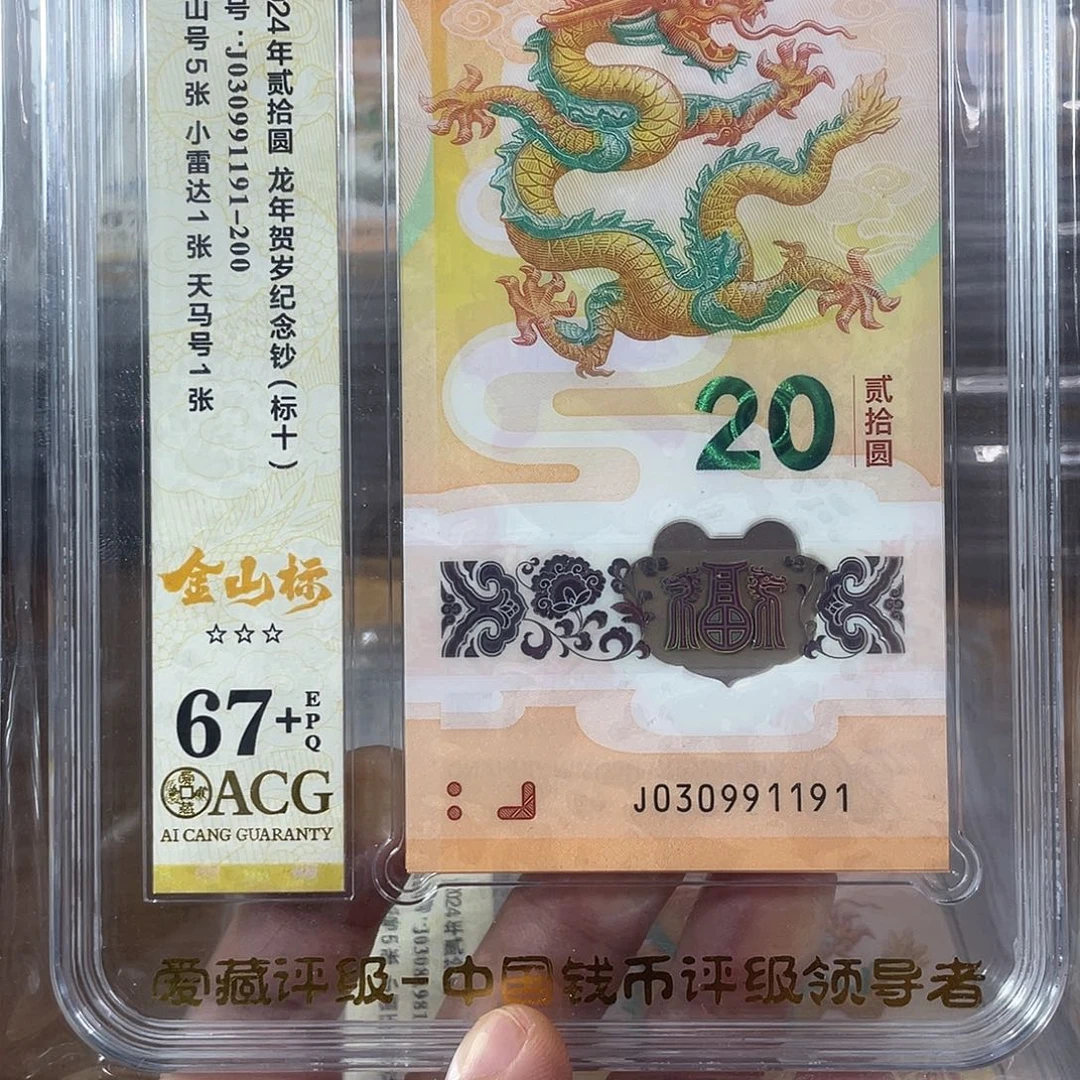 24年贰拾圆 龙年贺岁纪念钞(标十)
号:J030991191-200
山号5张 小雷达1张 天马号1张
金山标
☆☆☆
67+EPQ
ACG
AI CANG GUARANTY
20
贰拾圆
福
J030991191
爱藏评级-中国钱币评级领导者